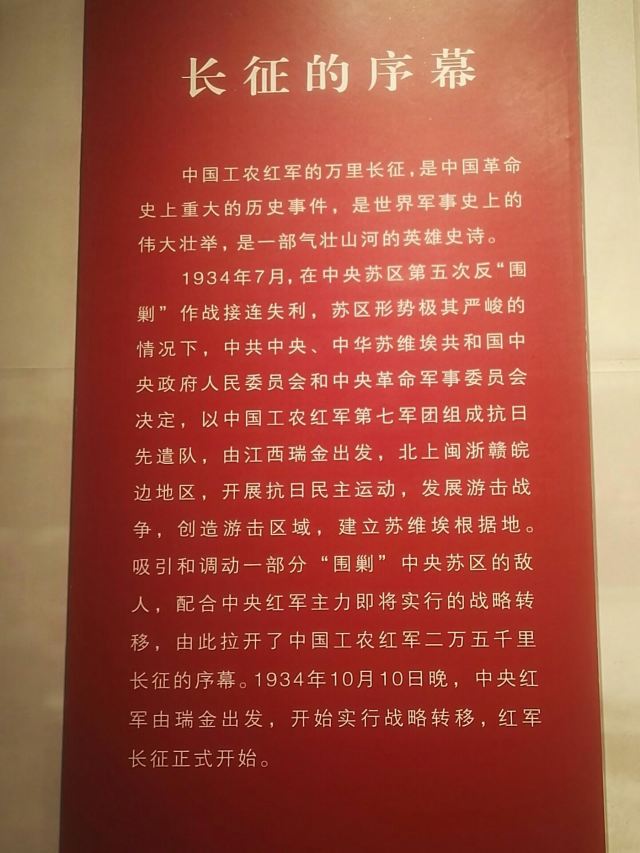 长征的序幕
中国工农红军的万里长征,是中国革命
史上重大的历史事件，是世界军事史上的
伟大壮举，是一部气壮山河的英雄史诗。
1934年7月,在中央苏区第五次反“围
剿”作战接连失利，苏区形势极其严峻的
情况下，中共中央、中华苏维埃共和国中
央政府人民委员会和中央革命军事委员会
决定，以中国工农红军第七军团组成抗日
先遣队，由江西瑞金出发，北上闽浙赣皖
边地区，开展抗日民主运动，发展游击战
争，创造游击区域，建立苏维埃根据地。
吸引和调动一部分“围剿”中央苏区的敌
人，配合中央红军主力即将实行的战略转
移，由此拉开了中国工农红军二万五千里
长征的序幕。1934年10月10日晚，中央红
军由瑞金出发，开始实行战略转移，红军
长征正式开始。